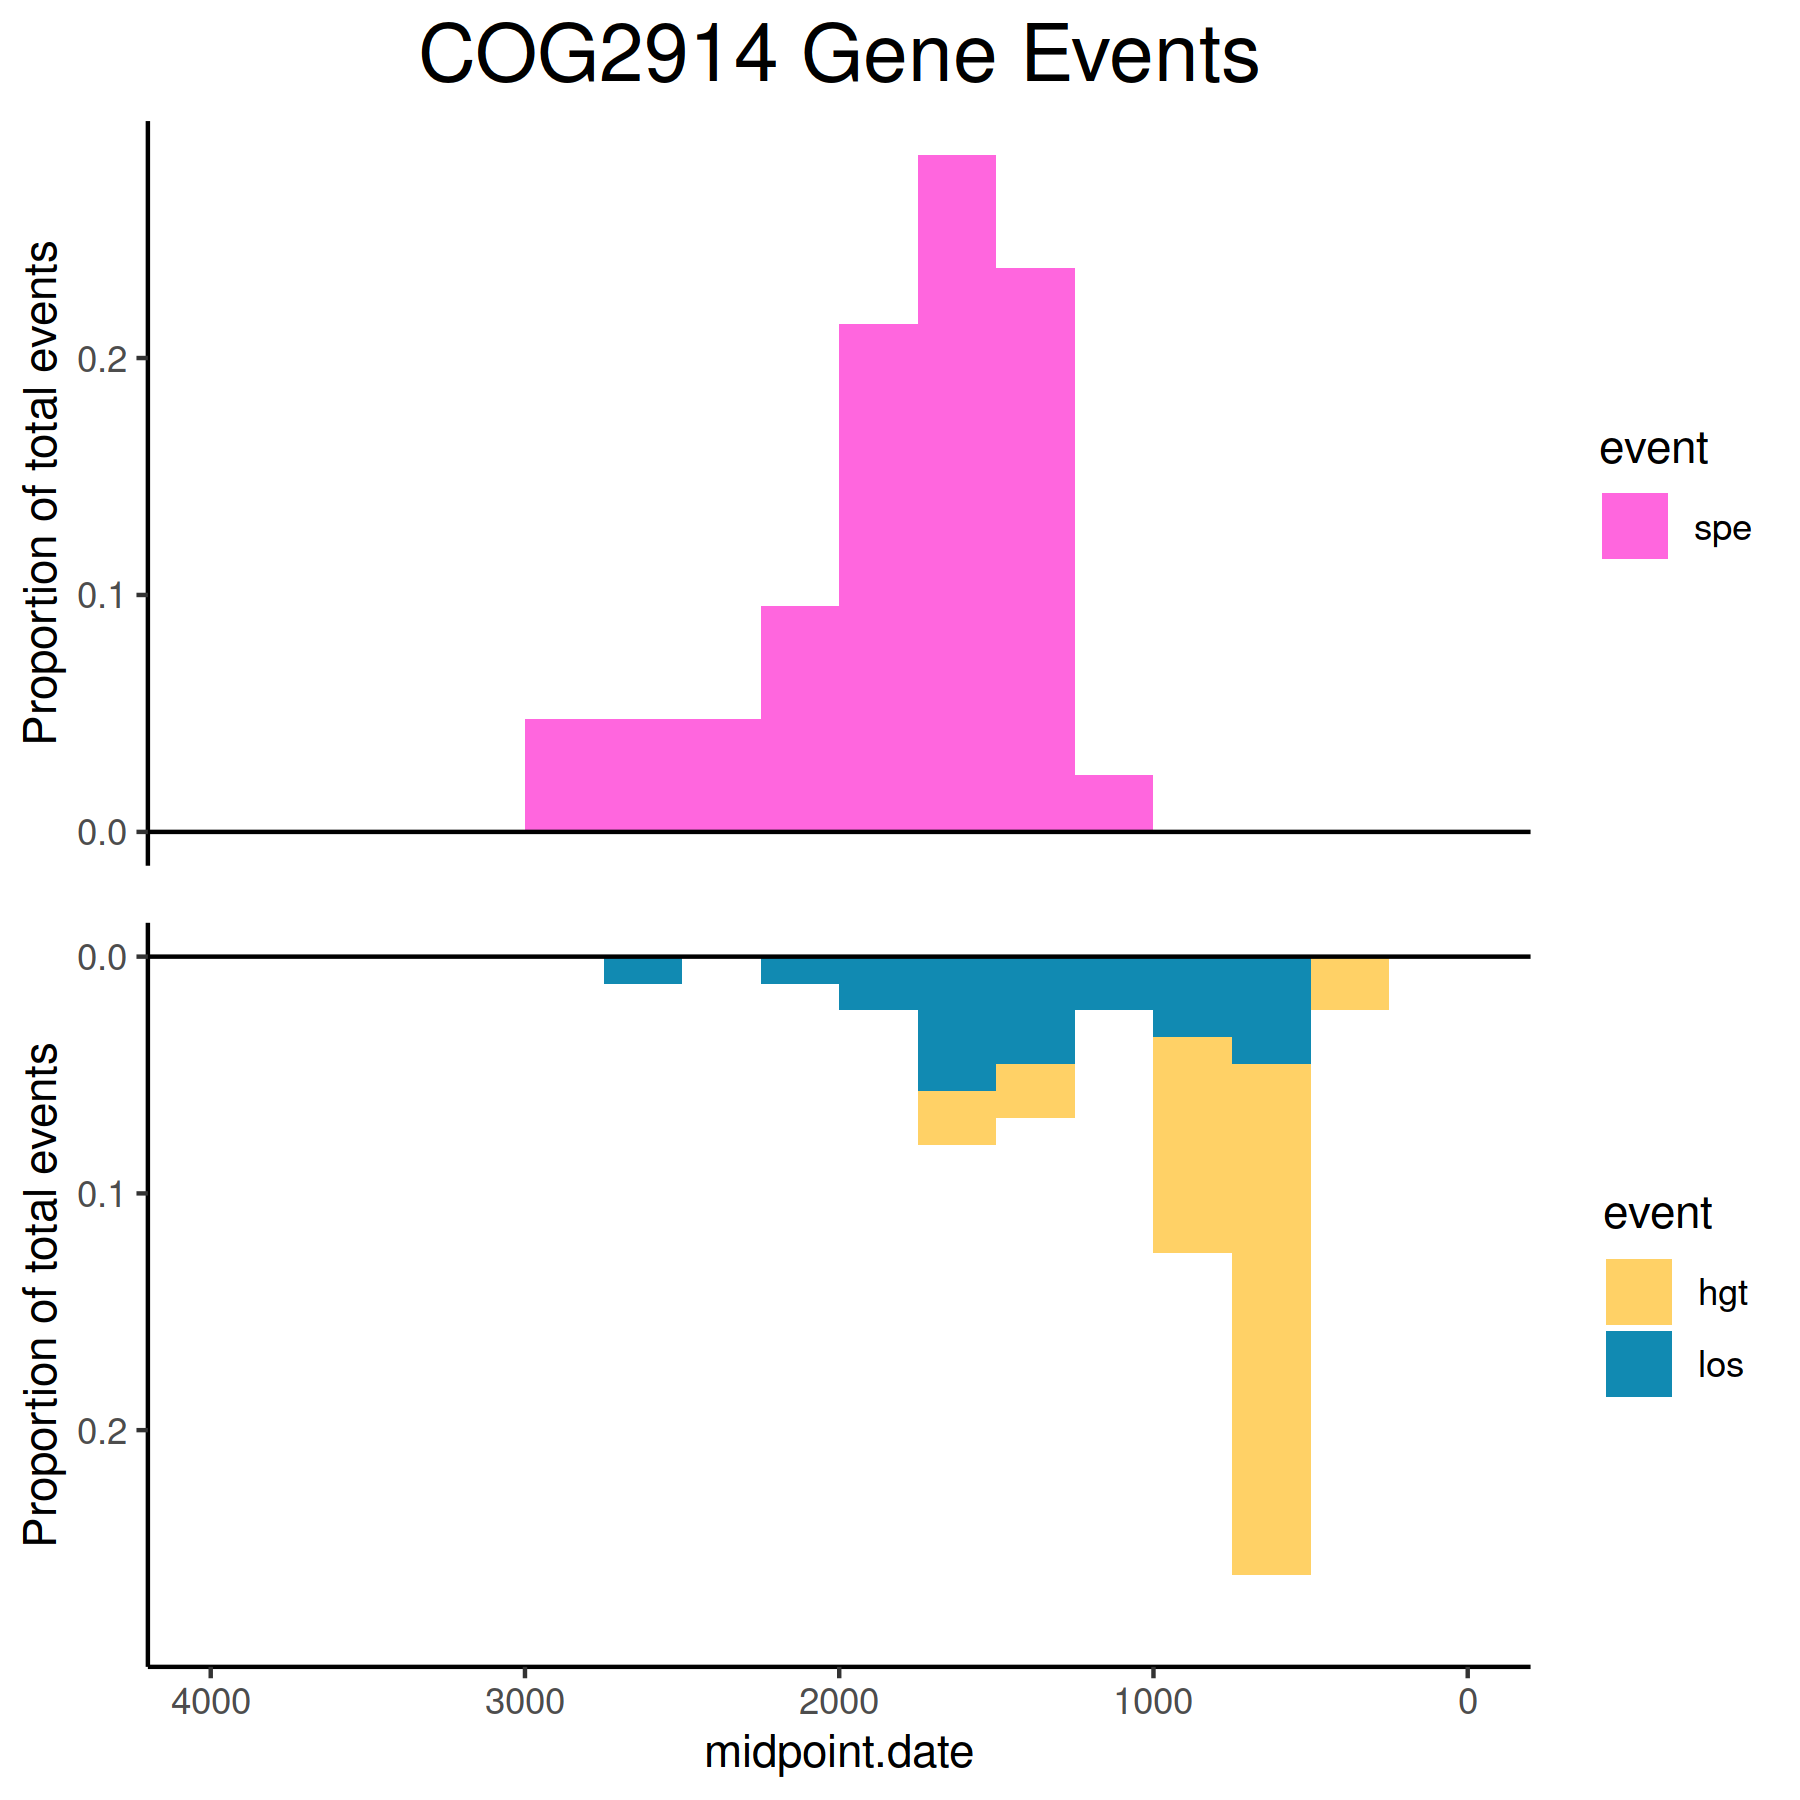 COG2914 Gene Events
Proportion of total events
0.2
0.1
0.0
event
spe
Proportion of total events
0.0
0.1
0.2
event
hgt
los
4000 3000 2000 1000 0
midpoint.date